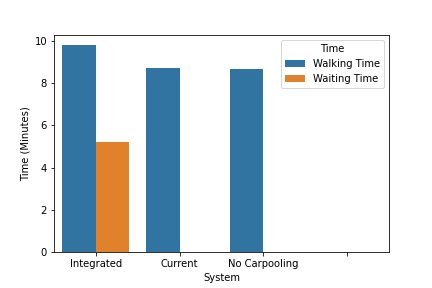 10
8
6
4
2
0
Time (Minutes)
Time
Walking Time
Waiting Time
Integrated
Current
No Carpooling
System